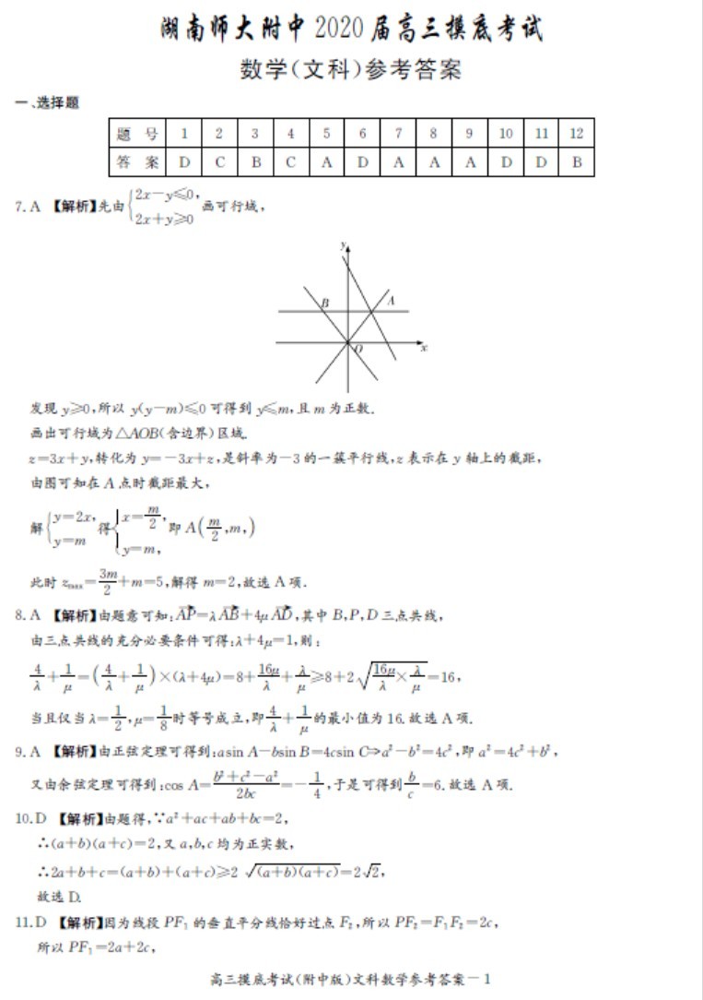 湖南师大附中2020届高三摸底考试
数学(文科)参考答案
一、选择题
题 号 1 2 3 4 5 6 7 8 9 10 11 12
答 案 D C B C A D A A A D D B
7. A 【解析】先由{2x-y≤0, 2x+y≥0 画可行域,
y
B A
O x
发现 y≥0,所以 y(y-m)≤0 可得到 y≤m,且 m 为正数.
画出可行域为△AOB(含边界)区域.
z=3x+y,转化为 y=-3x+z,是斜率为-3 的一簇平行线,z 表示在 y 轴上的截距,
由图可知在 A 点时截距最大,
解{y=2x, y=m 得{x=m/2, y=m, 即 A(m/2,m,)
此时 zmax=3m/2+m=5,解得 m=2,故选 A 项.
8. A 【解析】由题意可知:AP→=λAB→+4μAD→,其中 B,P,D 三点共线,
由三点共线的充分必要条件可得:λ+4μ=1,则:
4/λ+1/μ=(4/λ+1/μ)×(λ+4μ)=8+16μ/λ+λ/μ≥8+2√(16μ/λ×λ/μ)=16,
当且仅当 λ=1/2,μ=1/8时等号成立,即4/λ+1/μ的最小值为 16. 故选 A 项.
9. A 【解析】由正弦定理可得到:asin A-bsin B=4csin C⇒a²-b²=4c²,即 a²=4c²+b²,
又由余弦定理可得到:cos A=(b²+c²-a²)/2bc=-1/4,于是可得到b/c=6. 故选 A 项.
10. D 【解析】由题得,∵a²+ac+ab+bc=2,
∴(a+b)(a+c)=2,又 a,b,c 均为正实数,
∴2a+b+c=(a+b)+(a+c)≥2√(a+b)(a+c)=2√2,
故选 D.
11. D 【解析】因为线段 PF₁ 的垂直平分线恰好过点 F₂,所以 PF₂=F₁F₂=2c,
所以 PF₁=2a+2c,
高三摸底考试(附中版)文科数学参考答案-1